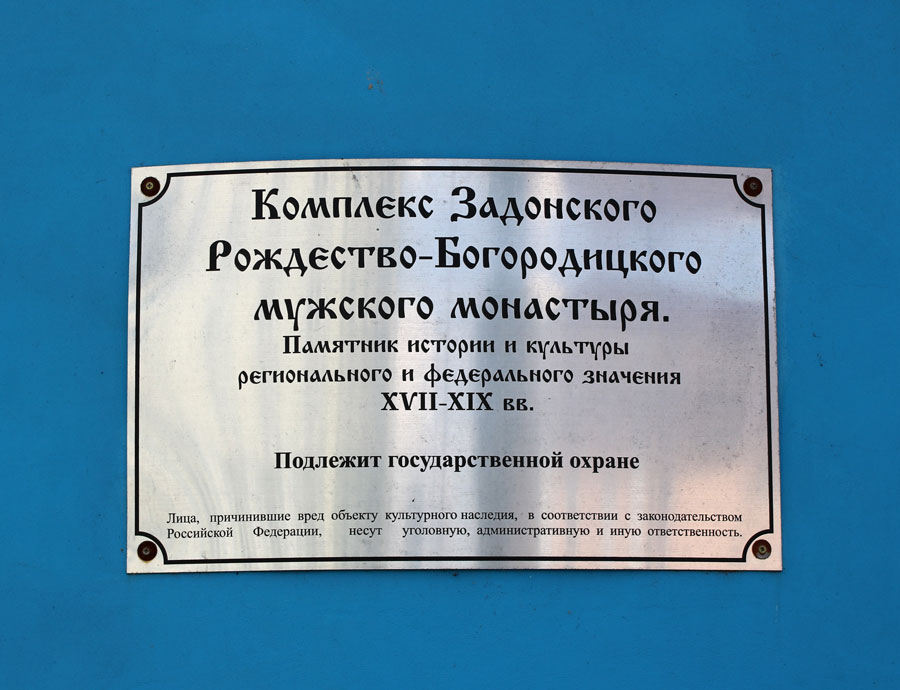 Комплекс Задонского
Рождество-Богородицкого
мужского монастыря.
Памятник истории и культуры
регионального и федерального значения
XVII-XIX вв.
Подлежит государственной охране
Лица, причинившие вред объекту культурного наследия, в соответствии с законодательством
Российской Федерации, несут уголовную, административную и иную ответственность.